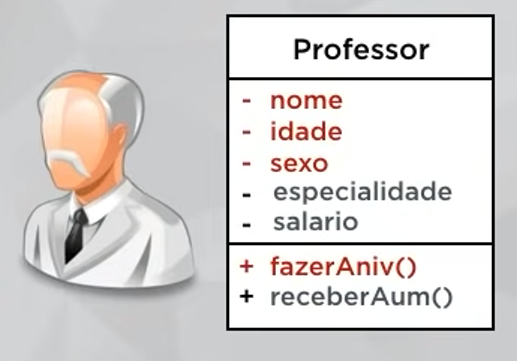 Professor
- nome
- idade
- sexo
- especialidade
- salario
+ fazerAniv()
+ receberAum()